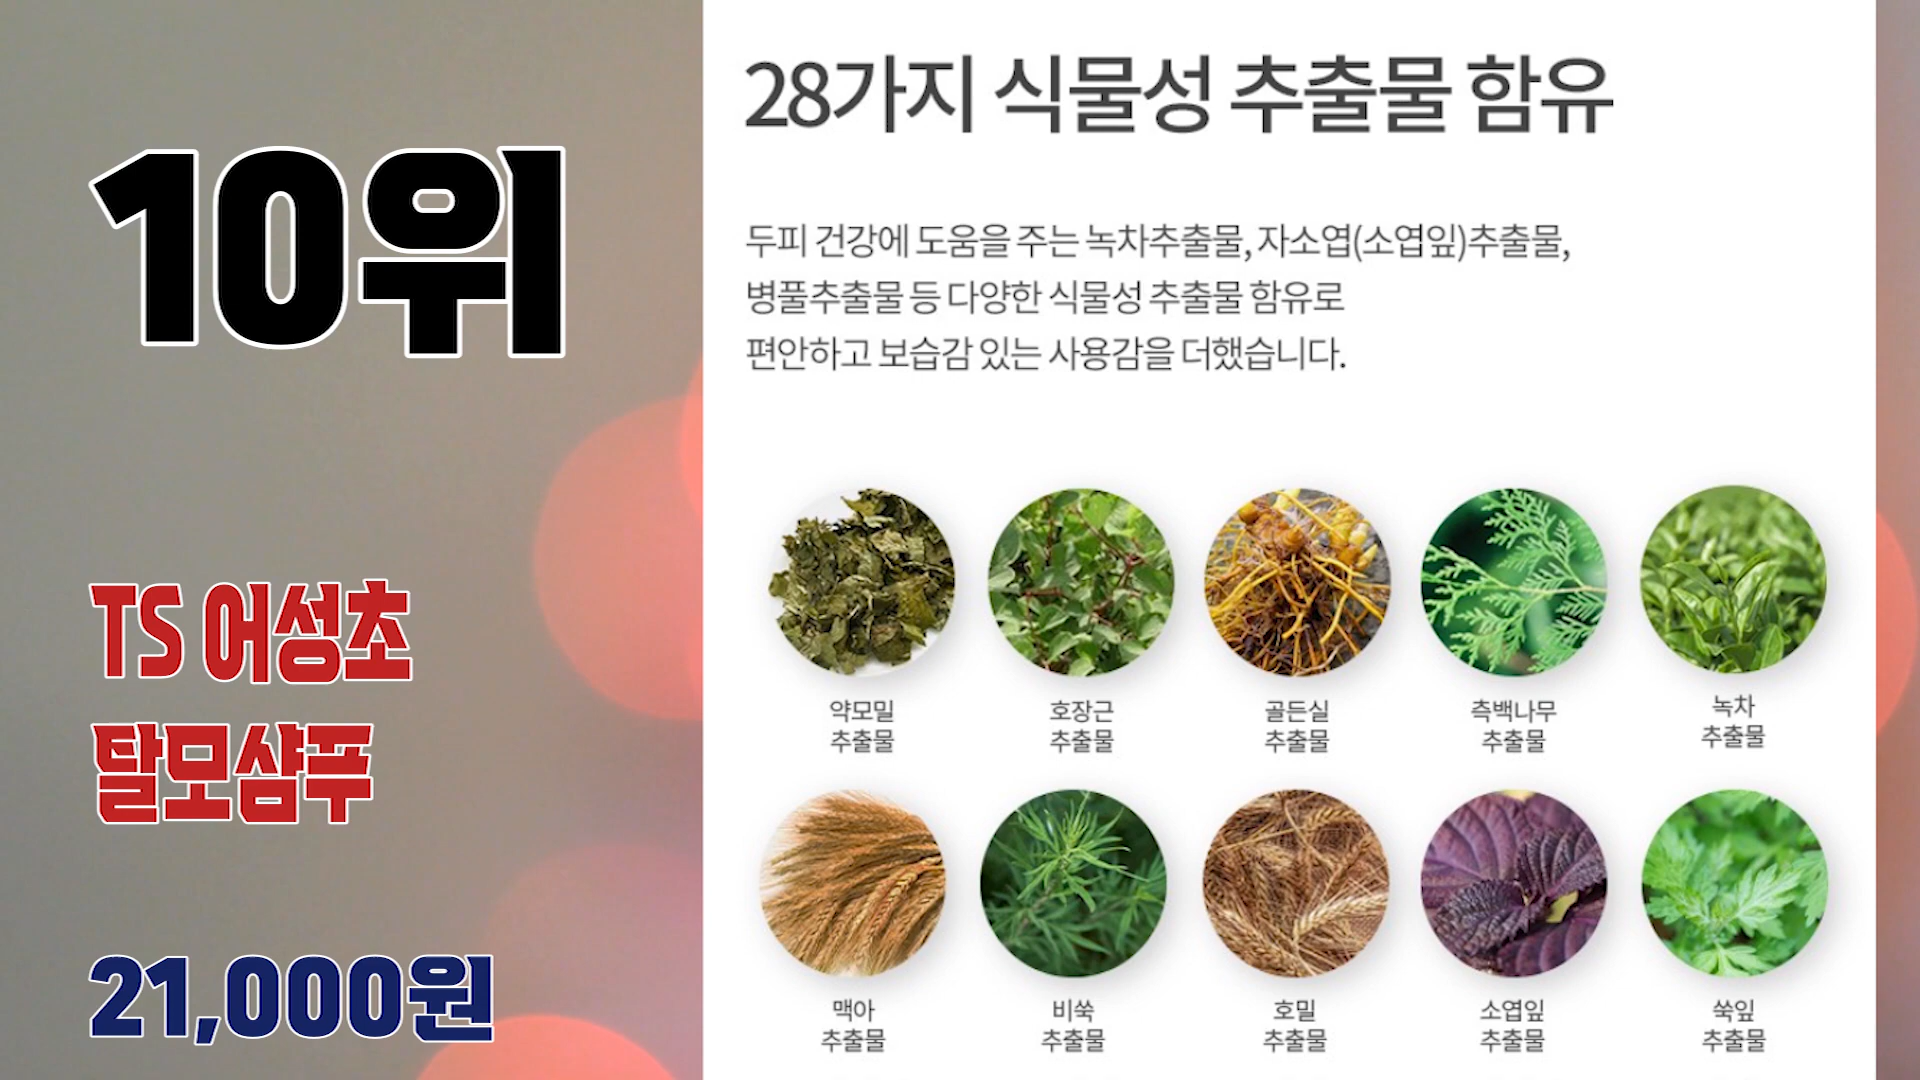 10위
TS 어성초
탈모샴푸
21,000원
28가지 식물성 추출물 함유
두피 건강에 도움을 주는 녹차추출물, 자소엽(소엽잎)추출물,
병풀추출물 등 다양한 식물성 추출물 함유로
편안하고 보습감 있는 사용감을 더했습니다.
약모밀
추출물
호장근
추출물
골든실
추출물
측백나무
추출물
녹차
추출물
맥아
추출물
비쑥
추출물
호밀
추출물
소엽잎
추출물
쑥잎
추출물